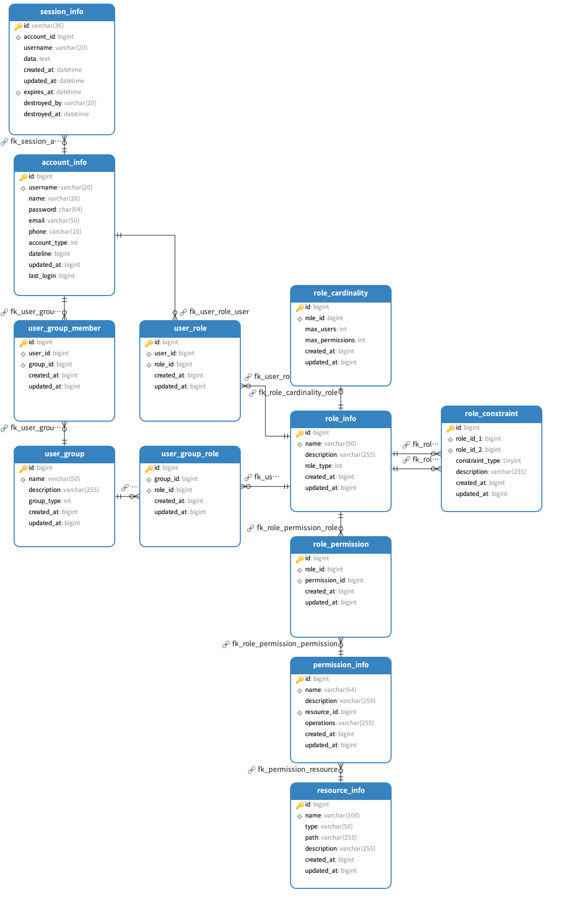 session_info
id: varchar(36)
account_id: bigint
username: varchar(20)
data: text
created_at: datetime
updated_at: datetime
expires_at: datetime
destroyed_by: varchar(20)
destroyed_at: datetime
fk_session_a···
account_info
id: bigint
username: varchar(20)
name: varchar(20)
password: char(64)
email: varchar(50)
phone: varchar(20)
account_type: int
dateline: bigint
updated_at: bigint
last_login: bigint
fk_user_grou···
fk_user_role_user
user_group_member
id: bigint
user_id: bigint
group_id: bigint
created_at: bigint
updated_at: bigint
user_role
id: bigint
user_id: bigint
role_id: bigint
created_at: bigint
updated_at: bigint
role_cardinality
id: bigint
role_id: bigint
max_users: int
max_permissions: int
created_at: bigint
updated_at: bigint
fk_user_ro
fk_role_cardinality_role
fk_user_grou···
user_group
id: bigint
name: varchar(50)
description: varchar(255)
group_type: int
created_at: bigint
updated_at: bigint
···
user_group_role
id: bigint
group_id: bigint
role_id: bigint
created_at: bigint
updated_at: bigint
fk_us···
role_info
id: bigint
name: varchar(50)
description: varchar(255)
role_type: int
created_at: bigint
updated_at: bigint
fk_rol···
fk_rol···
role_constraint
id: bigint
role_id_1: bigint
role_id_2: bigint
constraint_type: tinyint
description: varchar(255)
created_at: bigint
updated_at: bigint
fk_role_permission_role
role_permission
id: bigint
role_id: bigint
permission_id: bigint
created_at: bigint
updated_at: bigint
fk_role_permission_permission
permission_info
id: bigint
name: varchar(64)
description: varchar(255)
resource_id: bigint
operations: varchar(255)
created_at: bigint
updated_at: bigint
fk_permission_resource
resource_info
id: bigint
name: varchar(100)
type: varchar(50)
path: varchar(255)
description: varchar(255)
created_at: bigint
updated_at: bigint